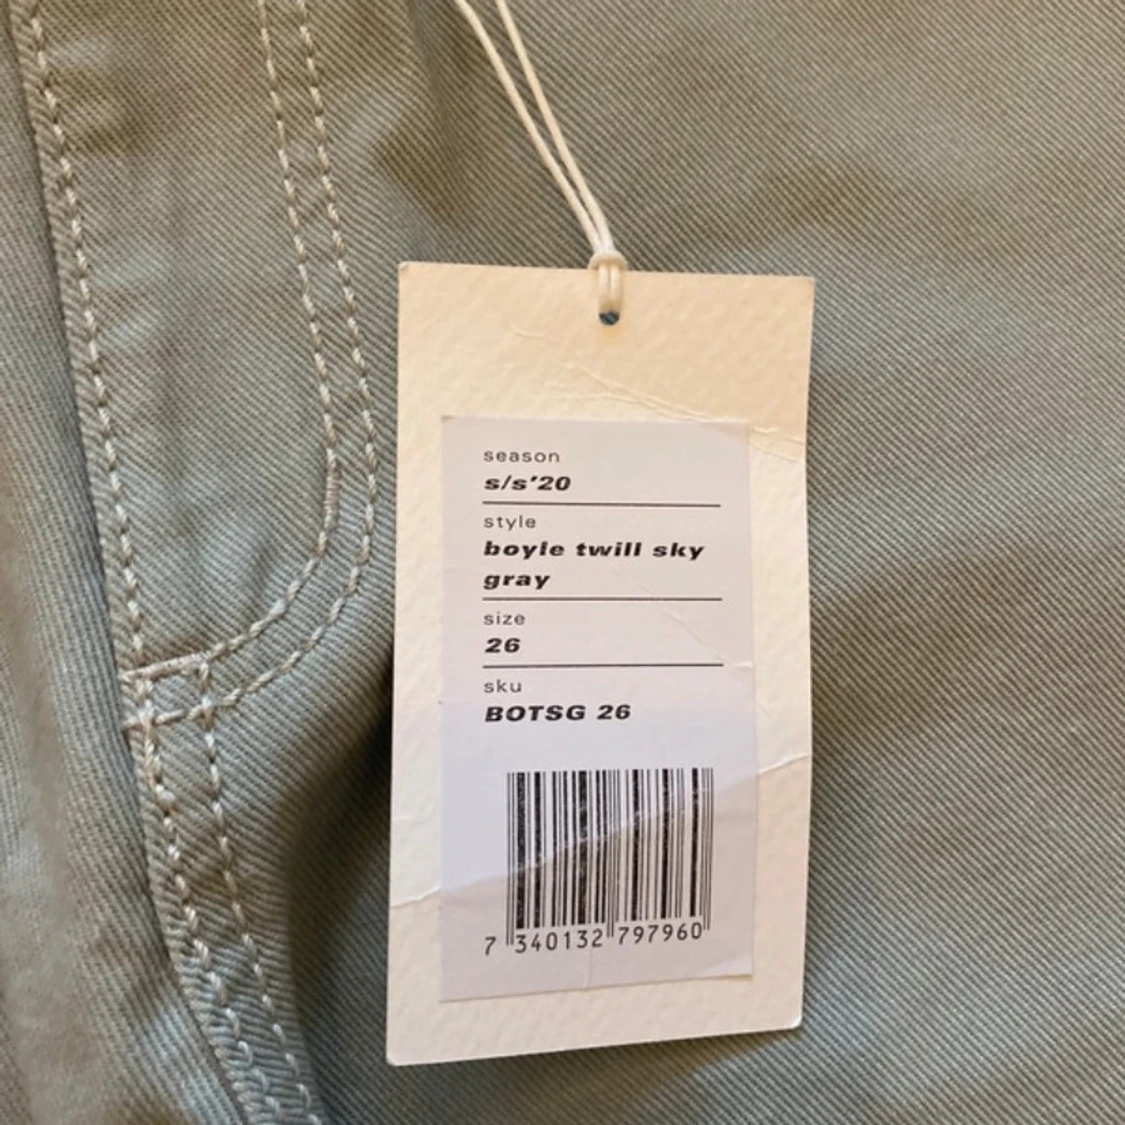 season
s/s'20
style
boyle twill sky
gray
size
26
sku
BOTSG 26
7 340132 797960